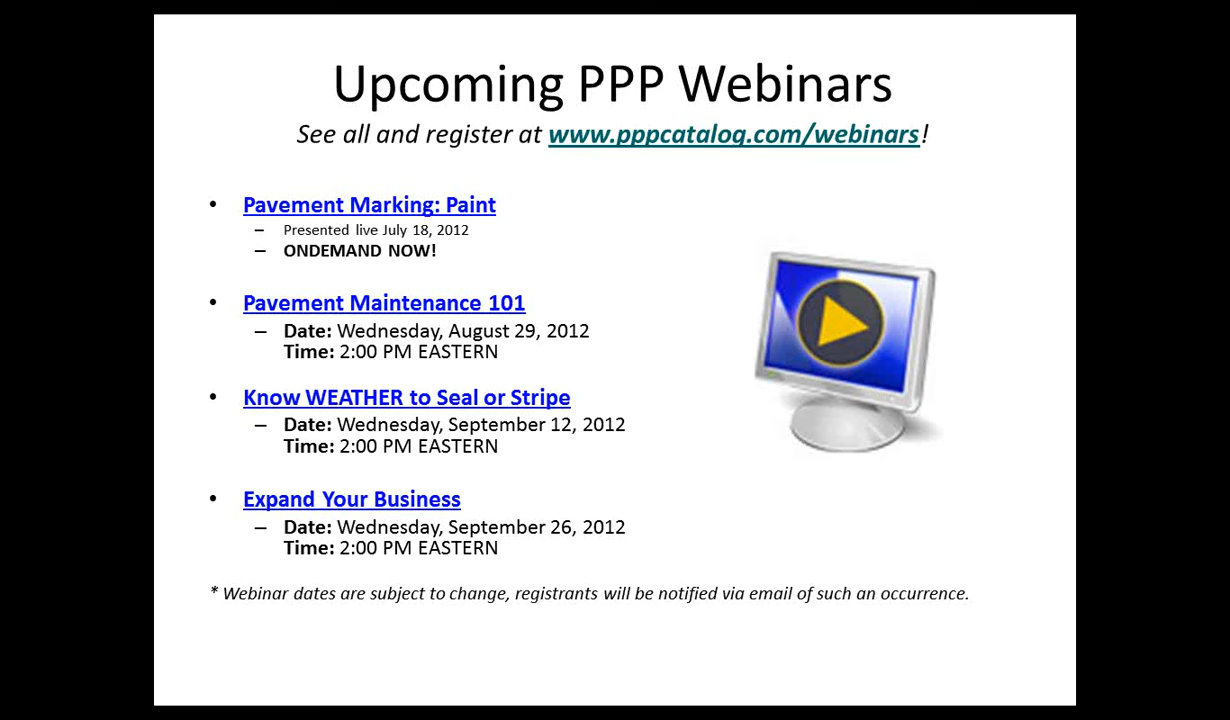 Upcoming PPP Webinars
See all and register at www.pppcatalog.com/webinars!
• Pavement Marking: Paint
– Presented live July 18, 2012
– ONDEMAND NOW!
• Pavement Maintenance 101
– Date: Wednesday, August 29, 2012
Time: 2:00 PM EASTERN
• Know WEATHER to Seal or Stripe
– Date: Wednesday, September 12, 2012
Time: 2:00 PM EASTERN
• Expand Your Business
– Date: Wednesday, September 26, 2012
Time: 2:00 PM EASTERN
* Webinar dates are subject to change, registrants will be notified via email of such an occurrence.